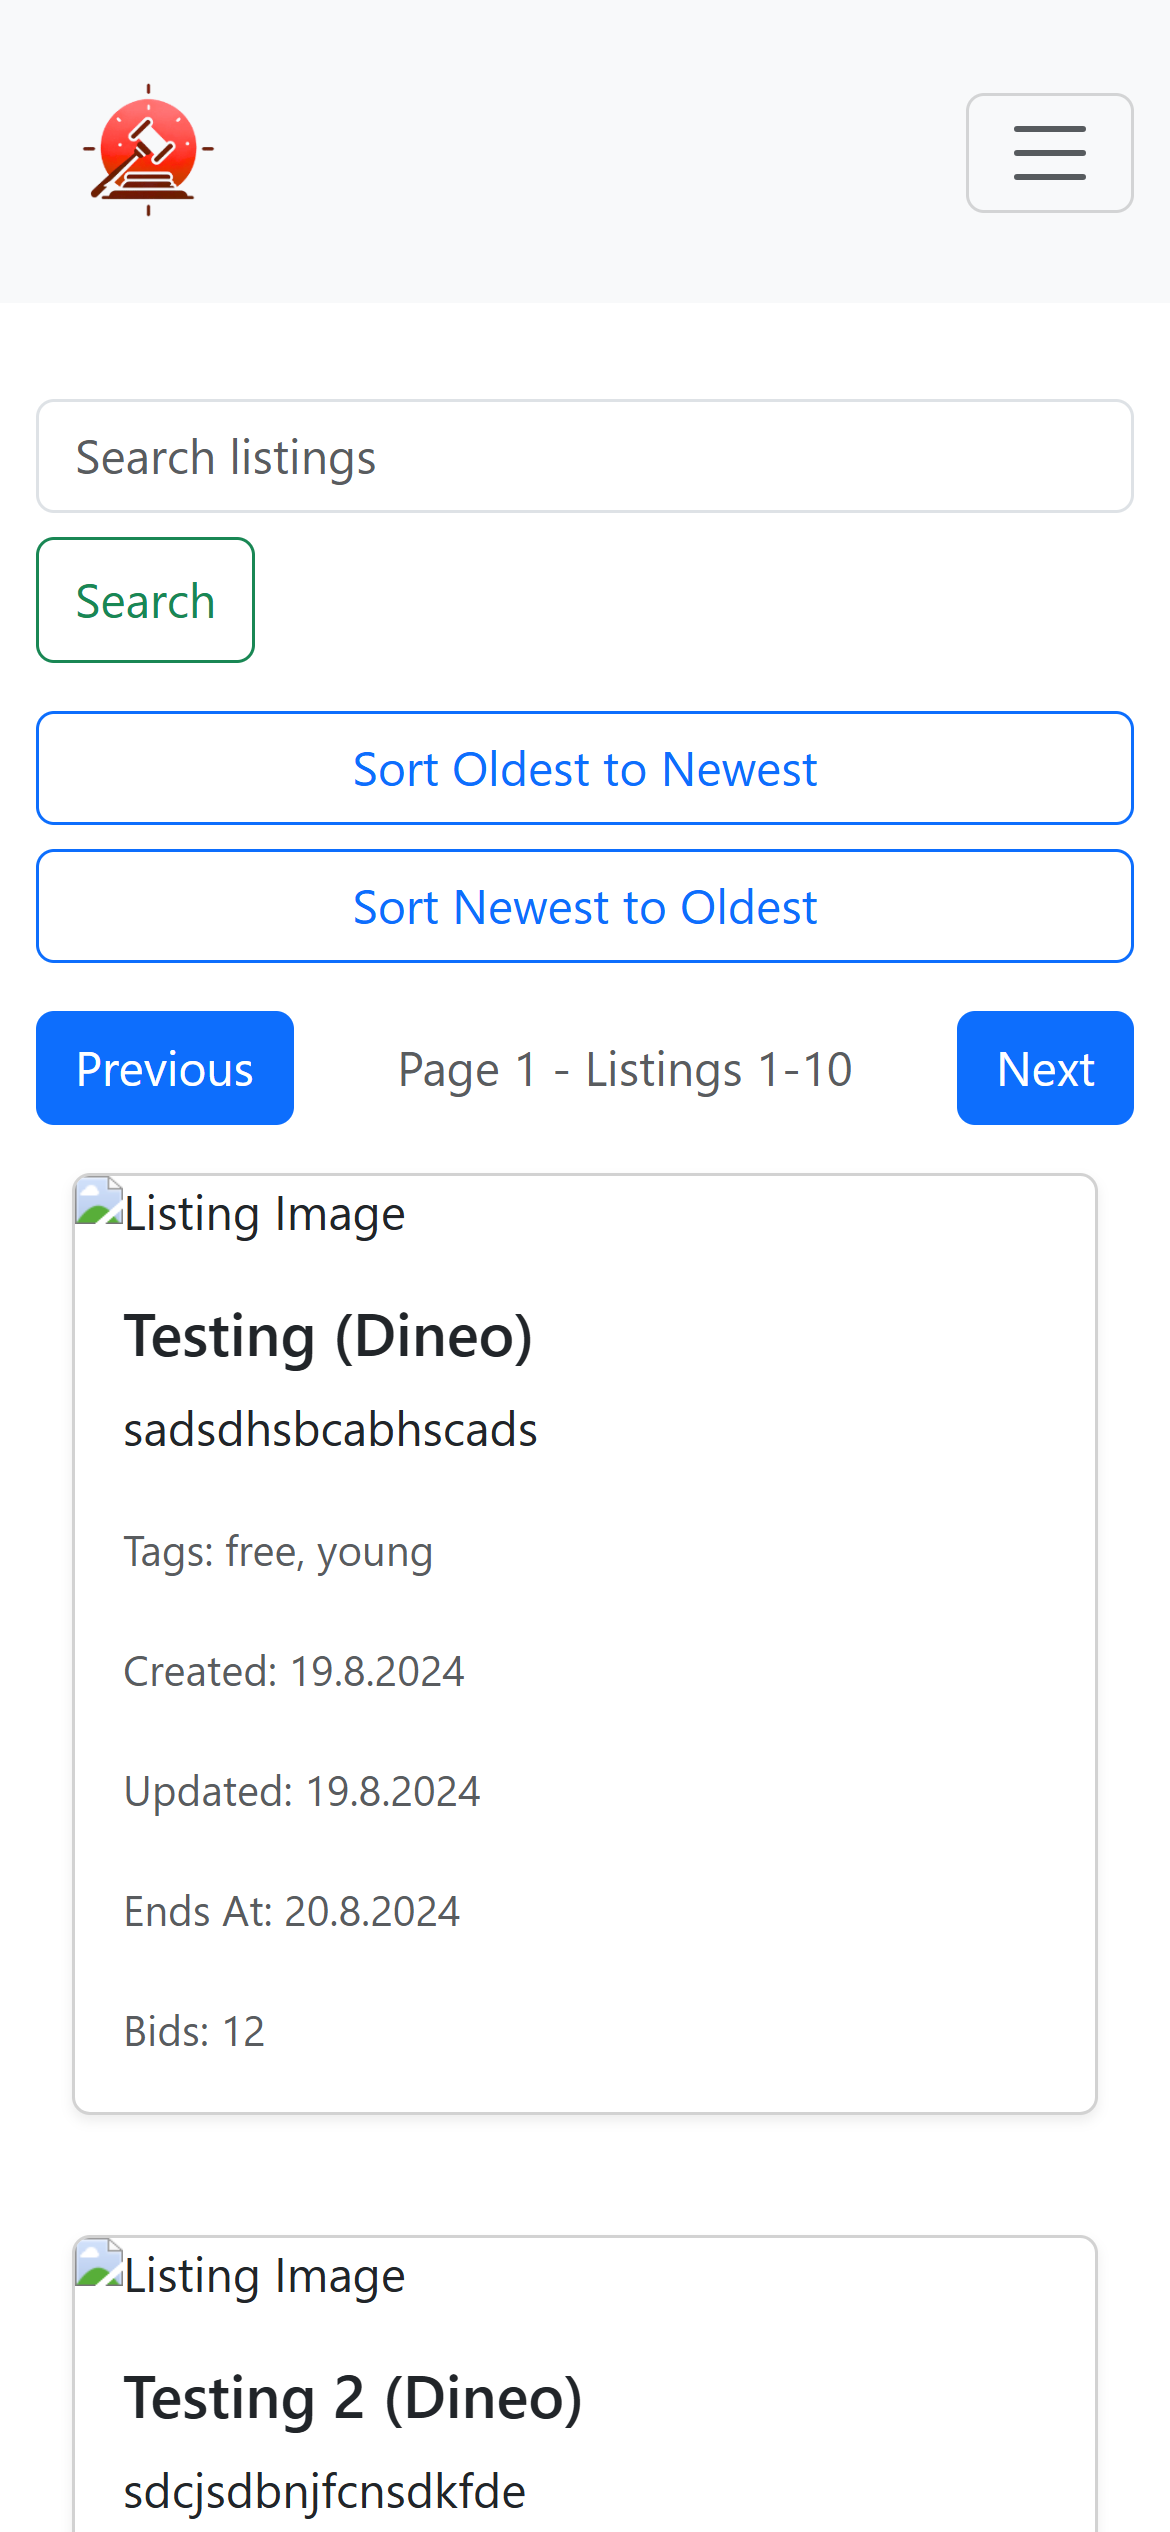 Search listings
Search
Sort Oldest to Newest
Sort Newest to Oldest
Previous
Page 1 - Listings 1-10
Next
Listing Image
Testing (Dineo)
sadsdhsbcabhscads
Tags: free, young
Created: 19.8.2024
Updated: 19.8.2024
Ends At: 20.8.2024
Bids: 12
Listing Image
Testing 2 (Dineo)
sdcjsdbnjfcnsdkfde